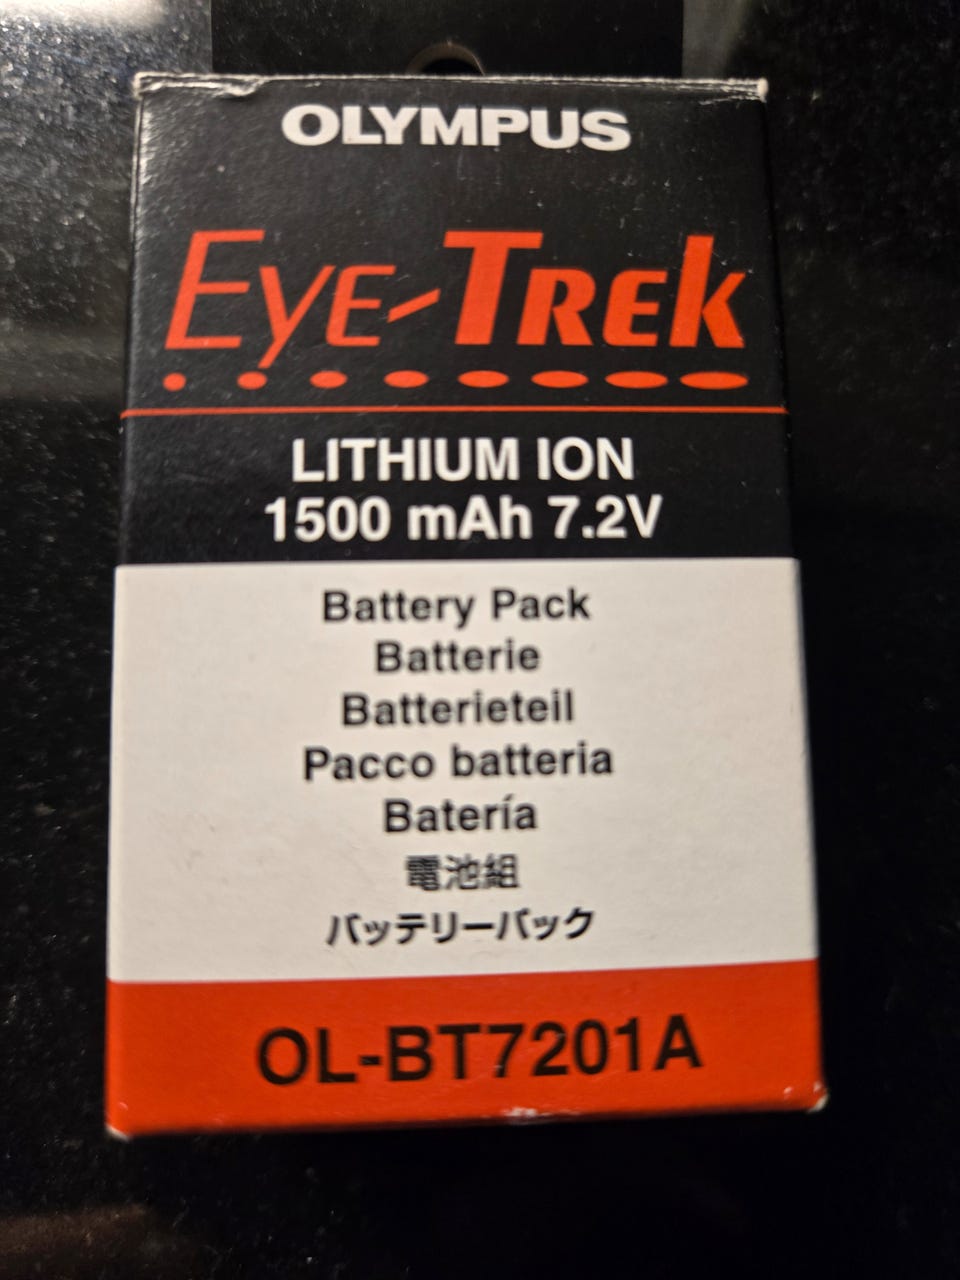 OLYMPUS
EYE-TREK
LITHIUM ION
1500 mAh 7.2V
Battery Pack
Batterie
Batterieteil
Pacco batteria
Batería
電池組
バッテリーパック
OL-BT7201A